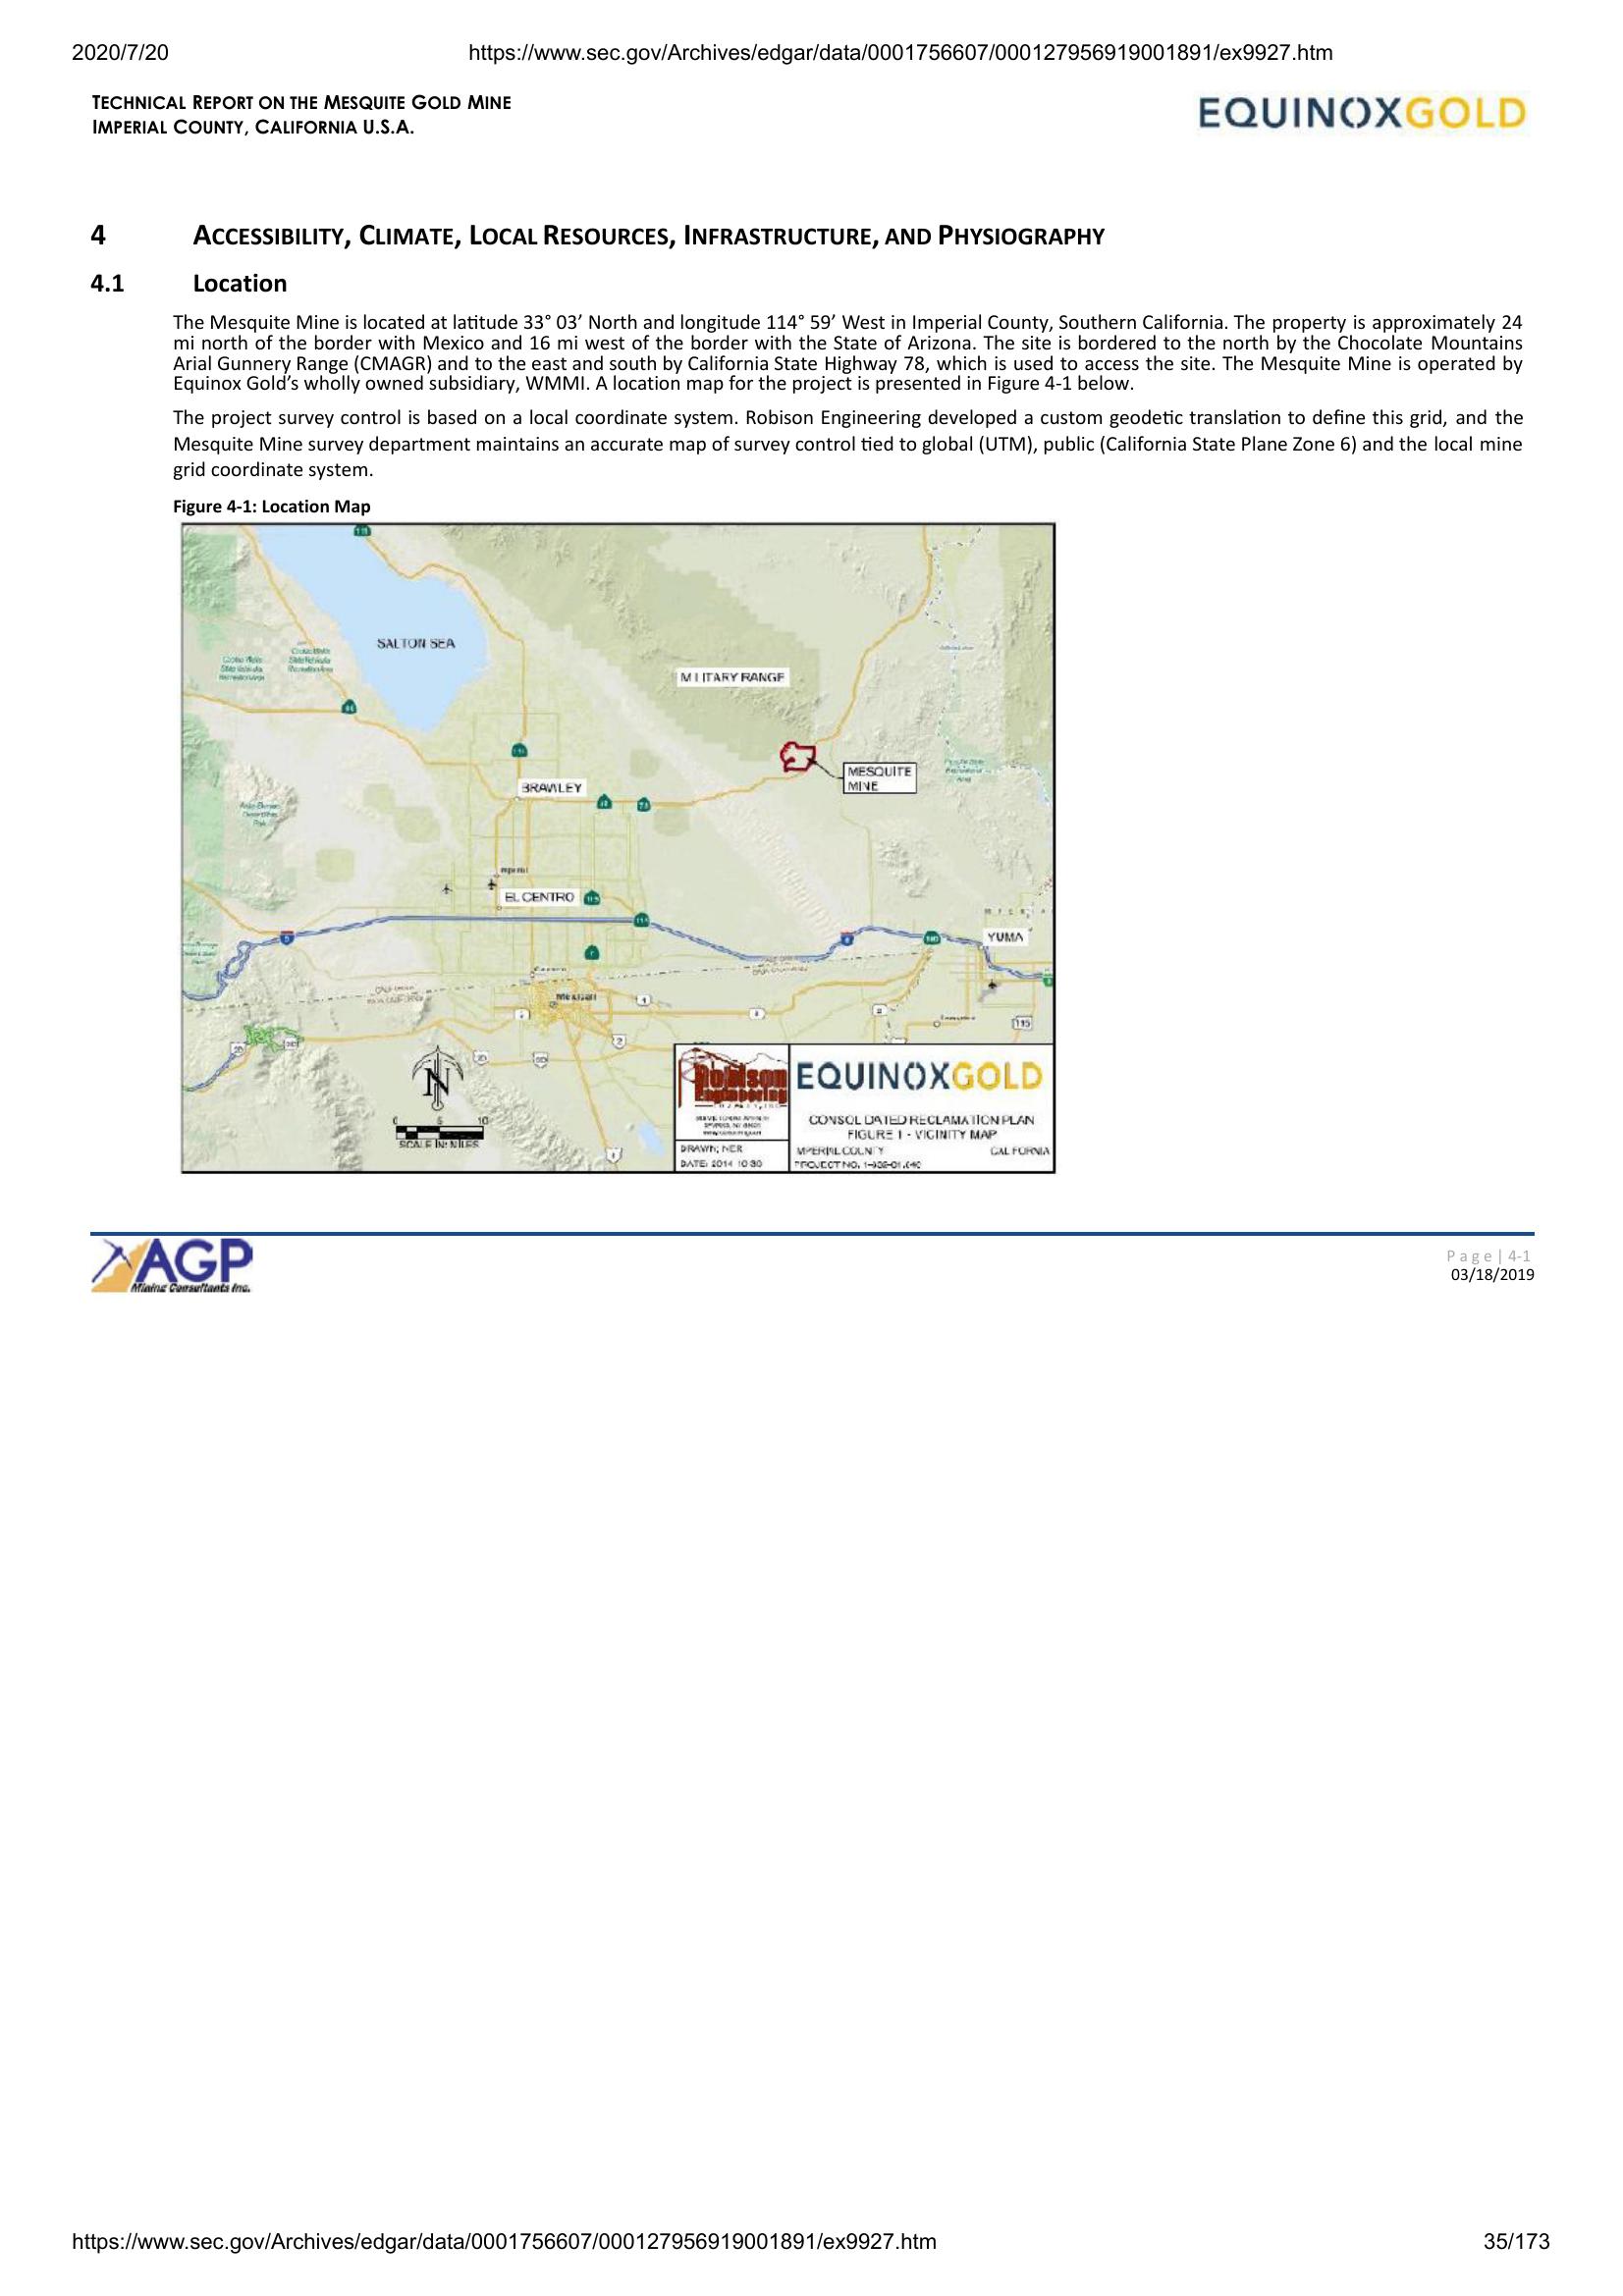 2020/7/20 https://www.sec.gov/Archives/edgar/data/0001756607/000127956919001891/ex9927.htm
TECHNICAL REPORT ON THE MESQUITE GOLD MINE
IMPERIAL COUNTY, CALIFORNIA U.S.A.
EQUINOXGOLD
4 ACCESSIBILITY, CLIMATE, LOCAL RESOURCES, INFRASTRUCTURE, AND PHYSIOGRAPHY
4.1 Location
The Mesquite Mine is located at latitude 33° 03’ North and longitude 114° 59’ West in Imperial County, Southern California. The property is approximately 24
mi north of the border with Mexico and 16 mi west of the border with the State of Arizona. The site is bordered to the north by the Chocolate Mountains
Arial Gunnery Range (CMAGR) and to the east and south by California State Highway 78, which is used to access the site. The Mesquite Mine is operated by
Equinox Gold’s wholly owned subsidiary, WMMI. A location map for the project is presented in Figure 4-1 below.
The project survey control is based on a local coordinate system. Robison Engineering developed a custom geodetic translation to define this grid, and the
Mesquite Mine survey department maintains an accurate map of survey control tied to global (UTM), public (California State Plane Zone 6) and the local mine
grid coordinate system.
Figure 4-1: Location Map
SALTON SEA
MILITARY RANGE
MESQUITE
MINE
BRAWLEY
78
Imperial
EL CENTRO
115
YUMA
Mexicali
2
115
N
0 5 10
SCALE IN MILES
Robison
Engineering
EQUINOXGOLD
CONSOLIDATED RECLAMATION PLAN
FIGURE 1 - VICINITY MAP
DRAWN: NER
IMPERIAL COUNTY CALIFORNIA
DATE: 2014 10 30
PROJECT NO.
AGP
Mining Consultants Inc.
Page | 4-1
03/18/2019
https://www.sec.gov/Archives/edgar/data/0001756607/000127956919001891/ex9927.htm 35/173